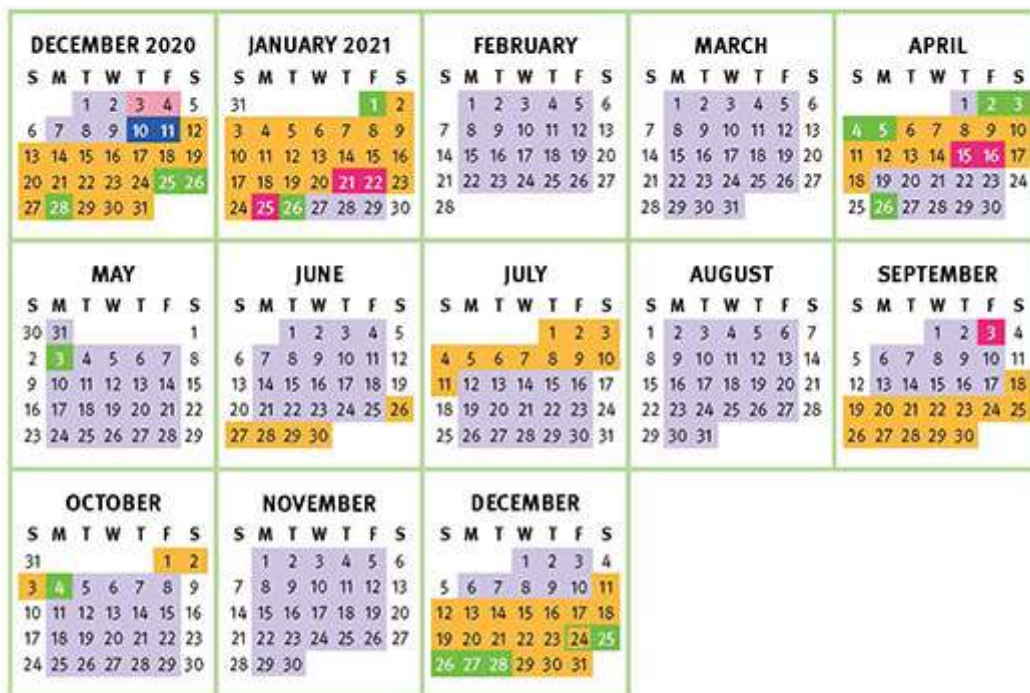 DECEMBER 2020
S M T W T F S
1 2 3 4 5
6 7 8 9 10 11 12
13 14 15 16 17 18 19
20 21 22 23 24 25 26
27 28 29 30 31
JANUARY 2021
S M T W T F S
31 1 2
3 4 5 6 7 8 9
10 11 12 13 14 15 16
17 18 19 20 21 22 23
24 25 26 27 28 29 30
FEBRUARY
S M T W T F S
1 2 3 4 5 6
7 8 9 10 11 12 13
14 15 16 17 18 19 20
21 22 23 24 25 26 27
28
MARCH
S M T W T F S
1 2 3 4 5 6
7 8 9 10 11 12 13
14 15 16 17 18 19 20
21 22 23 24 25 26 27
28 29 30 31
APRIL
S M T W T F S
1 2 3
4 5 6 7 8 9 10
11 12 13 14 15 16 17
18 19 20 21 22 23 24
25 26 27 28 29 30
MAY
S M T W T F S
30 31 1
2 3 4 5 6 7 8
9 10 11 12 13 14 15
16 17 18 19 20 21 22
23 24 25 26 27 28 29
JUNE
S M T W T F S
1 2 3 4 5
6 7 8 9 10 11 12
13 14 15 16 17 18 19
20 21 22 23 24 25 26
27 28 29 30
JULY
S M T W T F S
1 2 3
4 5 6 7 8 9 10
11 12 13 14 15 16 17
18 19 20 21 22 23 24
25 26 27 28 29 30 31
AUGUST
S M T W T F S
1 2 3 4 5 6 7
8 9 10 11 12 13 14
15 16 17 18 19 20 21
22 23 24 25 26 27 28
29 30 31
SEPTEMBER
S M T W T F S
1 2 3 4
5 6 7 8 9 10 11
12 13 14 15 16 17 18
19 20 21 22 23 24 25
26 27 28 29 30
OCTOBER
S M T W T F S
31 1 2
3 4 5 6 7 8 9
10 11 12 13 14 15 16
17 18 19 20 21 22 23
24 25 26 27 28 29 30
NOVEMBER
S M T W T F S
1 2 3 4 5 6
7 8 9 10 11 12 13
14 15 16 17 18 19 20
21 22 23 24 25 26 27
28 29 30
DECEMBER
S M T W T F S
1 2 3 4
5 6 7 8 9 10 11
12 13 14 15 16 17 18
19 20 21 22 23 24 25
26 27 28 29 30 31